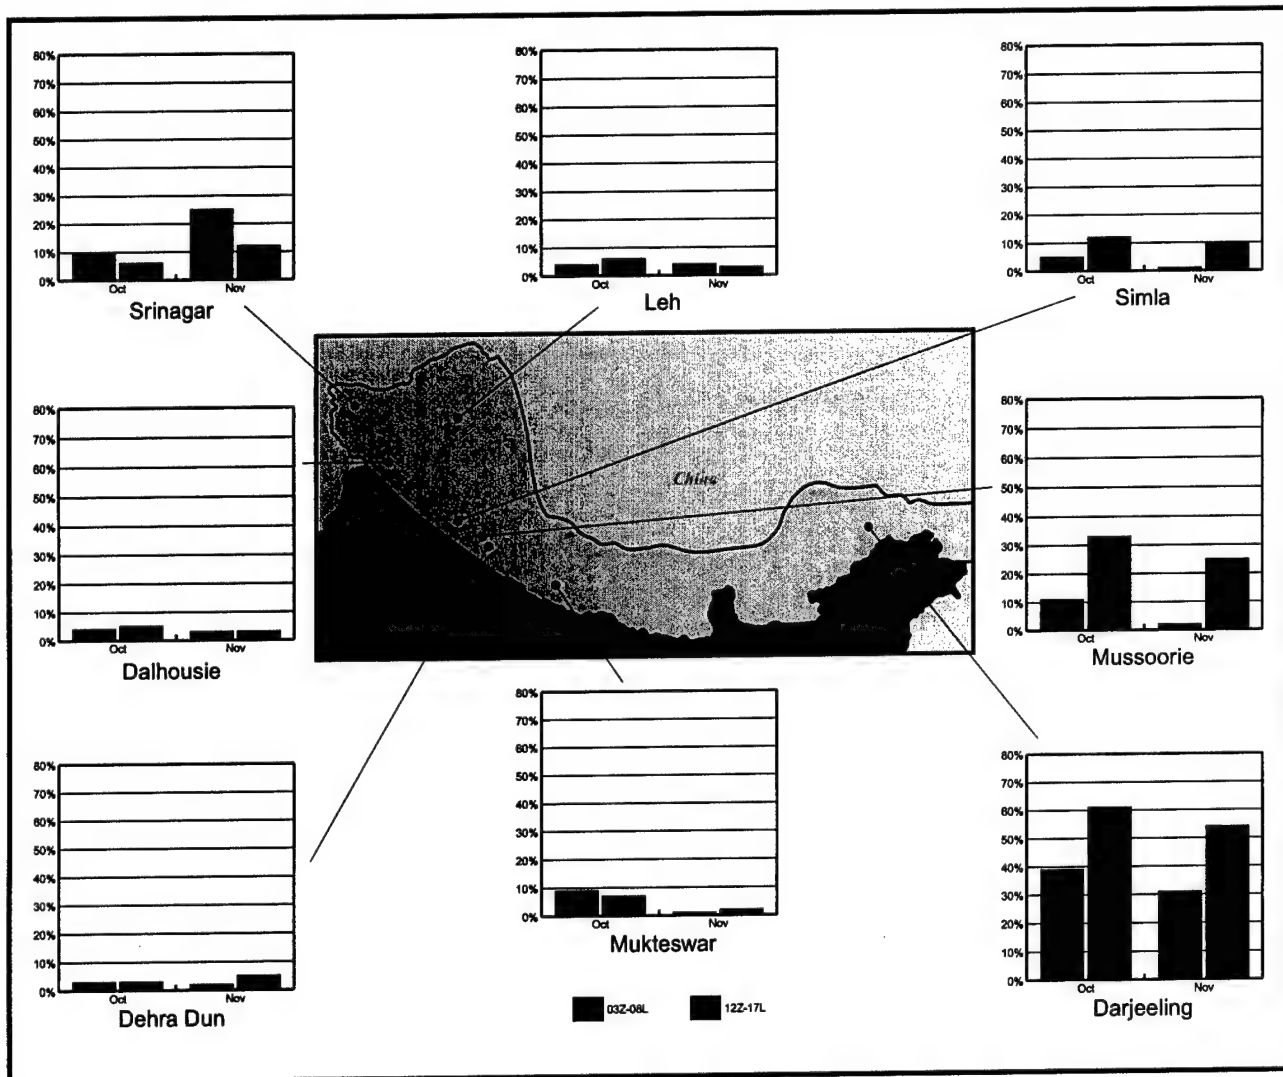 80%
70%
60%
50%
40%
30%
20%
10%
0%
Oct
Nov
Srinagar
80%
70%
60%
50%
40%
30%
20%
10%
0%
Oct
Nov
Leh
80%
70%
60%
50%
40%
30%
20%
10%
0%
Oct
Nov
Simla
80%
70%
60%
50%
40%
30%
20%
10%
0%
Oct
Nov
Dalhousie
China
80%
70%
60%
50%
40%
30%
20%
10%
0%
Oct
Nov
Mussoorie
80%
70%
60%
50%
40%
30%
20%
10%
0%
Oct
Nov
Dehra Dun
80%
70%
60%
50%
40%
30%
20%
10%
0%
Oct
Nov
Mukteswar
80%
70%
60%
50%
40%
30%
20%
10%
0%
Oct
Nov
Darjeeling
03Z-08L
12Z-17L